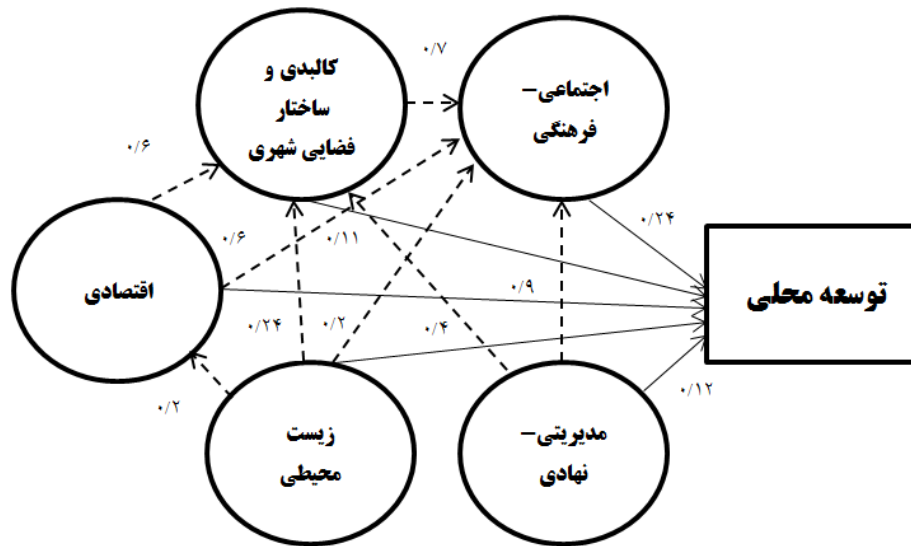 کالبدی و
ساختار
فضایی شهری
۰/۷
اجتماعی-
فرهنگی
۰/۶
۰/۲۴
۰/۶
۰/۱۱
توسعه محلی
اقتصادی
۰/۹
۰/۲۴
۰/۲
۰/۴
۰/۲
۰/۱۲
زیست
محیطی
مدیریتی-
نهادی